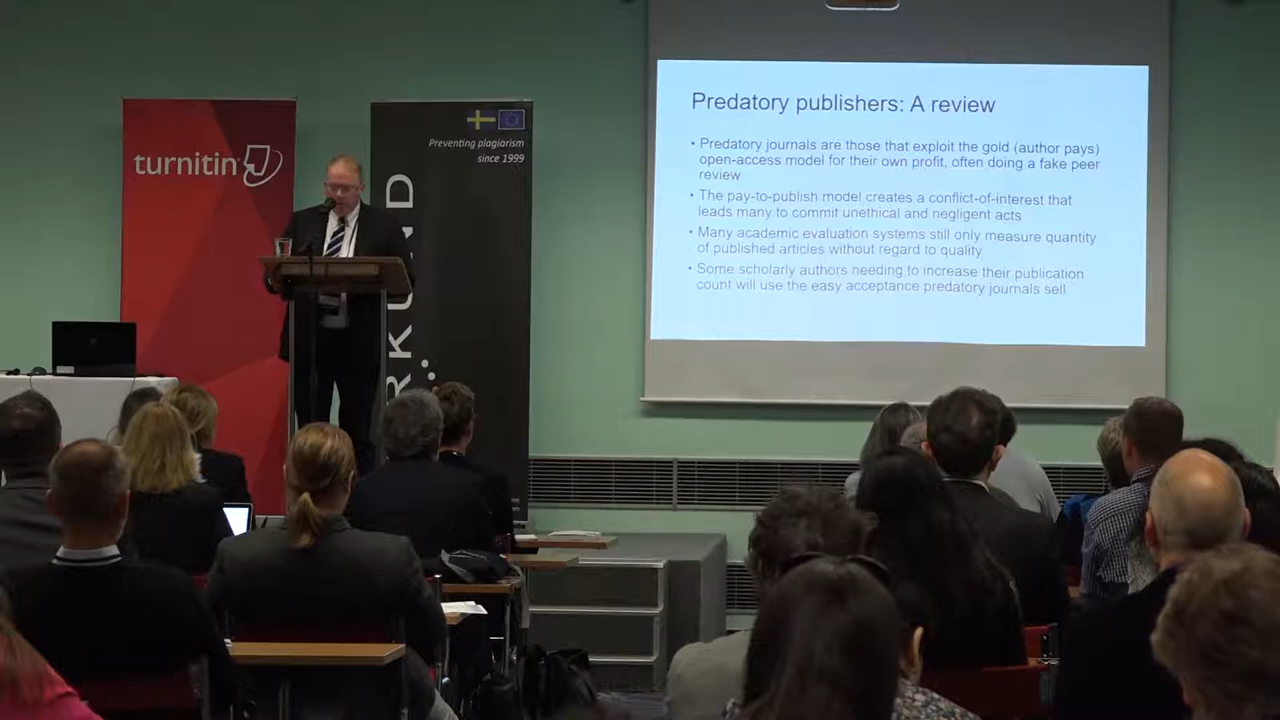 turnitin
Preventing plagiarism
since 1999
Predatory publishers: A review
• Predatory journals are those that exploit the gold (author pays)
open-access model for their own profit, often doing a fake peer
review
• The pay-to-publish model creates a conflict-of-interest that
leads many to commit unethical and negligent acts
• Many academic evaluation systems still only measure quantity
of published articles without regard to quality
• Some scholarly authors needing to increase their publication
count will use the easy acceptance predatory journals sell